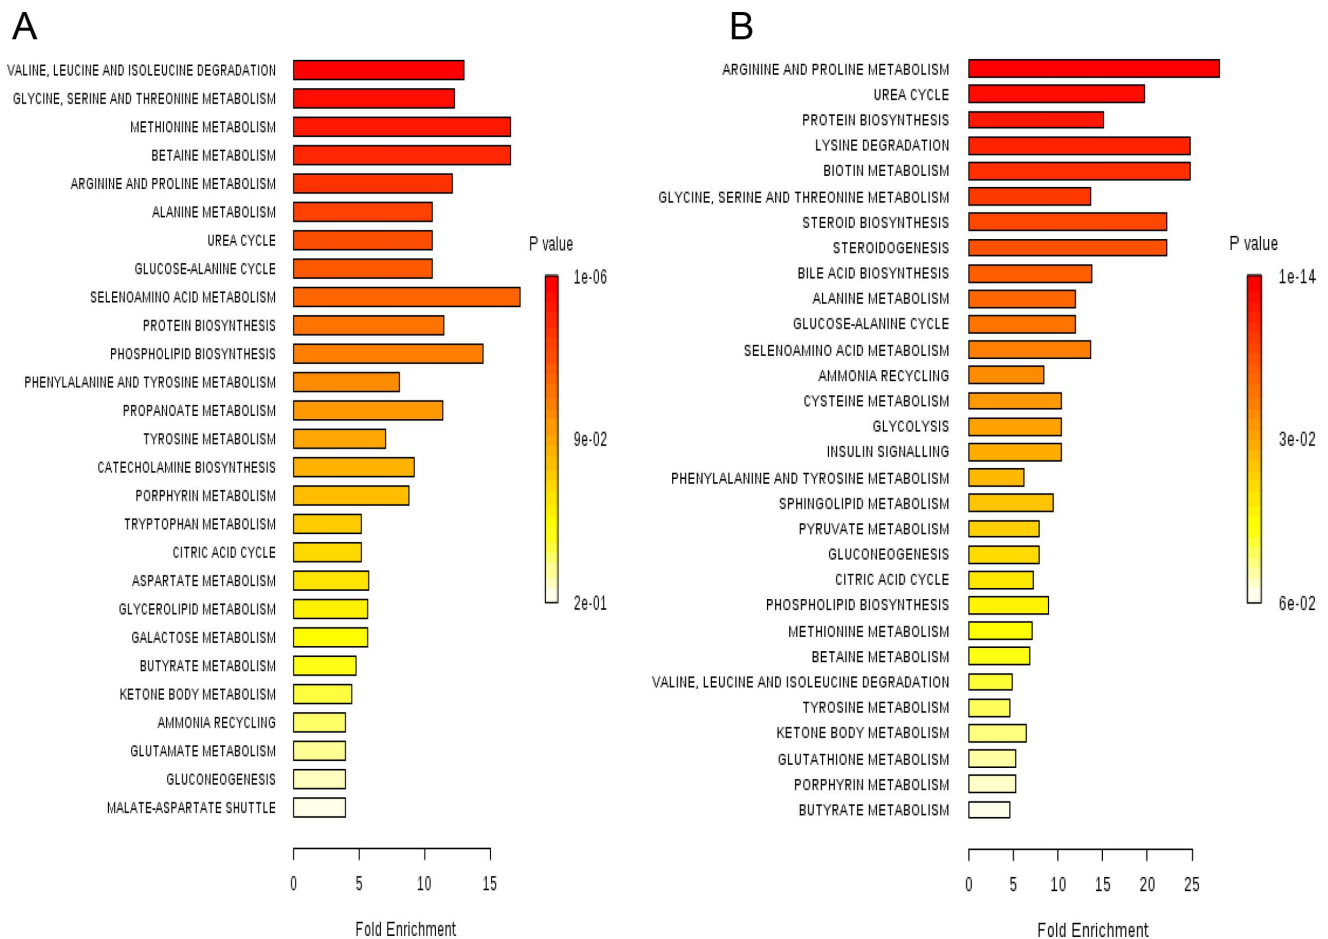 A
VALINE, LEUCINE AND ISOLEUCINE DEGRADATION
GLYCINE, SERINE AND THREONINE METABOLISM
METHIONINE METABOLISM
BETAINE METABOLISM
ARGININE AND PROLINE METABOLISM
ALANINE METABOLISM
UREA CYCLE
GLUCOSE-ALANINE CYCLE
SELENOAMINO ACID METABOLISM
PROTEIN BIOSYNTHESIS
PHOSPHOLIPID BIOSYNTHESIS
PHENYLALANINE AND TYROSINE METABOLISM
PROPANOATE METABOLISM
TYROSINE METABOLISM
CATECHOLAMINE BIOSYNTHESIS
PORPHYRIN METABOLISM
TRYPTOPHAN METABOLISM
CITRIC ACID CYCLE
ASPARTATE METABOLISM
GLYCEROLIPID METABOLISM
GALACTOSE METABOLISM
BUTYRATE METABOLISM
KETONE BODY METABOLISM
AMMONIA RECYCLING
GLUTAMATE METABOLISM
GLUCONEOGENESIS
MALATE-ASPARTATE SHUTTLE
0 5 10 15
Fold Enrichment
P value
1e-06
9e-02
2e-01
B
ARGININE AND PROLINE METABOLISM
UREA CYCLE
PROTEIN BIOSYNTHESIS
LYSINE DEGRADATION
BIOTIN METABOLISM
GLYCINE, SERINE AND THREONINE METABOLISM
STEROID BIOSYNTHESIS
STEROIDOGENESIS
BILE ACID BIOSYNTHESIS
ALANINE METABOLISM
GLUCOSE-ALANINE CYCLE
SELENOAMINO ACID METABOLISM
AMMONIA RECYCLING
CYSTEINE METABOLISM
GLYCOLYSIS
INSULIN SIGNALLING
PHENYLALANINE AND TYROSINE METABOLISM
SPHINGOLIPID METABOLISM
PYRUVATE METABOLISM
GLUCONEOGENESIS
CITRIC ACID CYCLE
PHOSPHOLIPID BIOSYNTHESIS
METHIONINE METABOLISM
BETAINE METABOLISM
VALINE, LEUCINE AND ISOLEUCINE DEGRADATION
TYROSINE METABOLISM
KETONE BODY METABOLISM
GLUTATHIONE METABOLISM
PORPHYRIN METABOLISM
BUTYRATE METABOLISM
0 5 10 15 20 25
Fold Enrichment
P value
1e-14
3e-02
6e-02